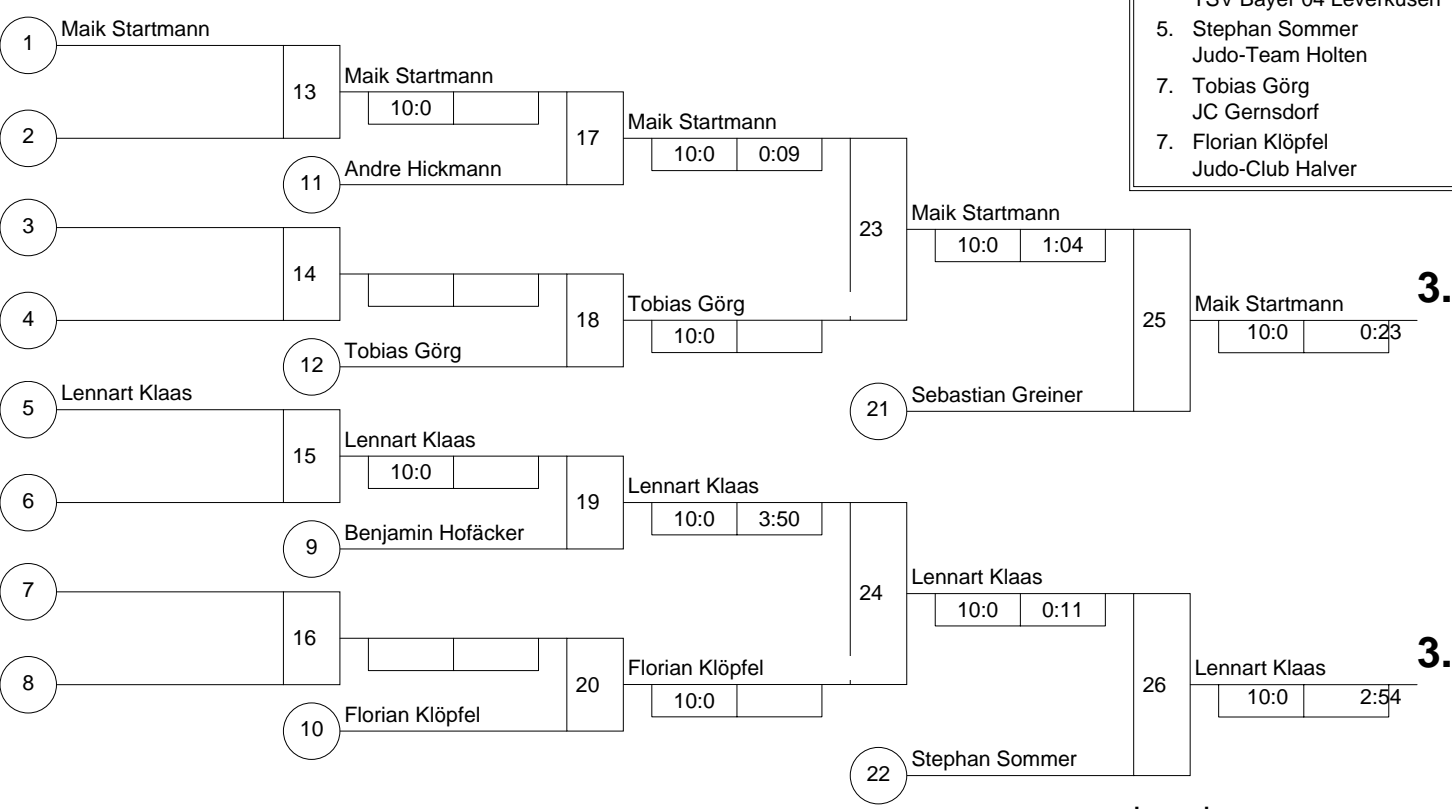 TSV Bayer 04 Leverkusen
5. Stephan Sommer
Judo-Team Holten
7. Tobias Görg
JC Gernsdorf
7. Florian Klöpfel
Judo-Club Halver
1 Maik Startmann
2
13
Maik Startmann
10:0
11 Andre Hickmann
17
Maik Startmann
10:0 0:09
3
4
14
12 Tobias Görg
18
Tobias Görg
10:0
23
Maik Startmann
10:0 1:04
21 Sebastian Greiner
25
Maik Startmann
10:0 0:23
3.
5 Lennart Klaas
6
15
Lennart Klaas
10:0
9 Benjamin Hofäcker
19
Lennart Klaas
10:0 3:50
7
8
16
10 Florian Klöpfel
20
Florian Klöpfel
10:0
24
Lennart Klaas
10:0 0:11
22 Stephan Sommer
26
Lennart Klaas
10:0 2:54
3.